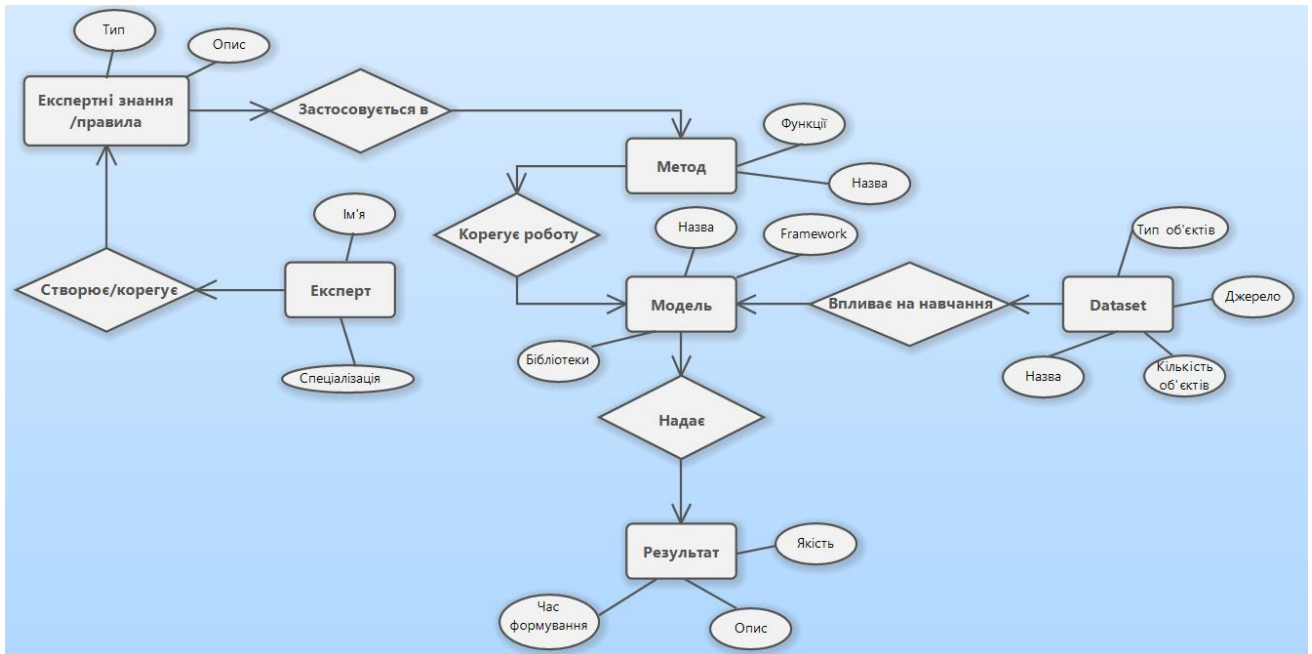 Тип
Опис
Експертні знання
/правила
Застосовується в
Функції
Метод
Назва
Ім'я
Корегує роботу
Назва
Framework
Тип об'єктів
Створює/корегує
Експерт
Модель
Впливає на навчання
Dataset
Джерело
Бібліотеки
Спеціалізація
Назва
Кількість
об'єктів
Надає
Результат
Якість
Час
формування
Опис